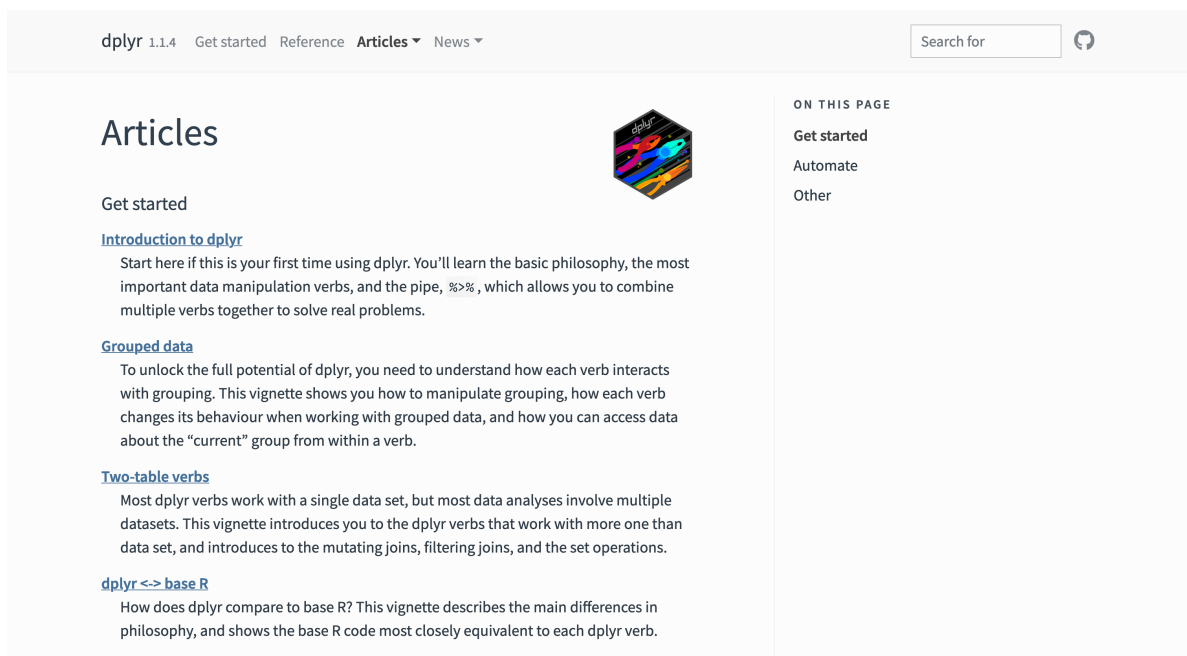 dplyr 1.1.4 Get started Reference Articles News Search for
Articles
dplyr
Get started
Introduction to dplyr
Start here if this is your first time using dplyr. You’ll learn the basic philosophy, the most
important data manipulation verbs, and the pipe, %>%, which allows you to combine
multiple verbs together to solve real problems.
Grouped data
To unlock the full potential of dplyr, you need to understand how each verb interacts
with grouping. This vignette shows you how to manipulate grouping, how each verb
changes its behaviour when working with grouped data, and how you can access data
about the “current” group from within a verb.
Two-table verbs
Most dplyr verbs work with a single data set, but most data analyses involve multiple
datasets. This vignette introduces you to the dplyr verbs that work with more one than
data set, and introduces to the mutating joins, filtering joins, and the set operations.
dplyr <-> base R
How does dplyr compare to base R? This vignette describes the main differences in
philosophy, and shows the base R code most closely equivalent to each dplyr verb.
ON THIS PAGE
Get started
Automate
Other